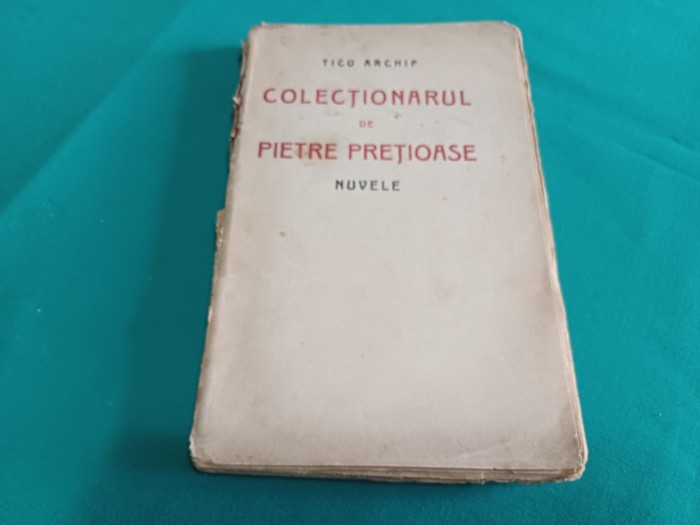 TICU ARCHIP
COLECȚIONARUL
DE
PIETRE PREȚIOASE
NUVELE